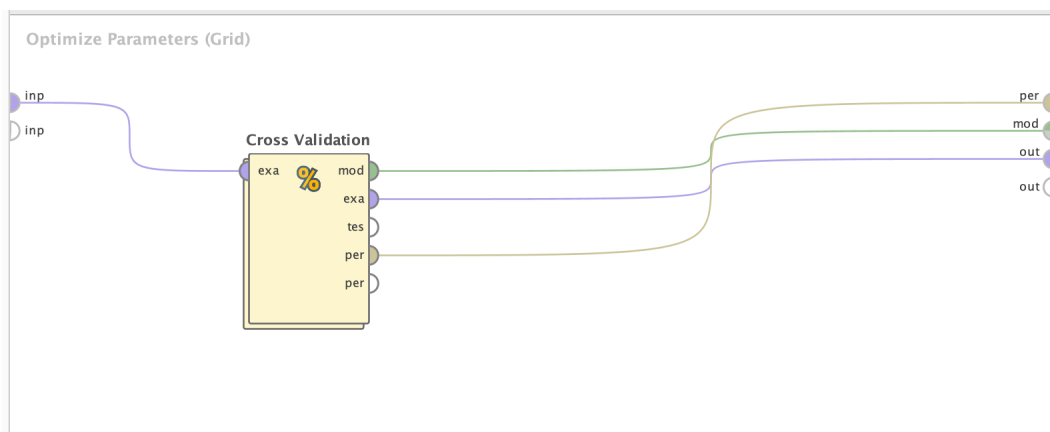 Optimize Parameters (Grid)
inp
inp
Cross Validation
exa
%
mod
exa
tes
per
per
per
mod
out
out